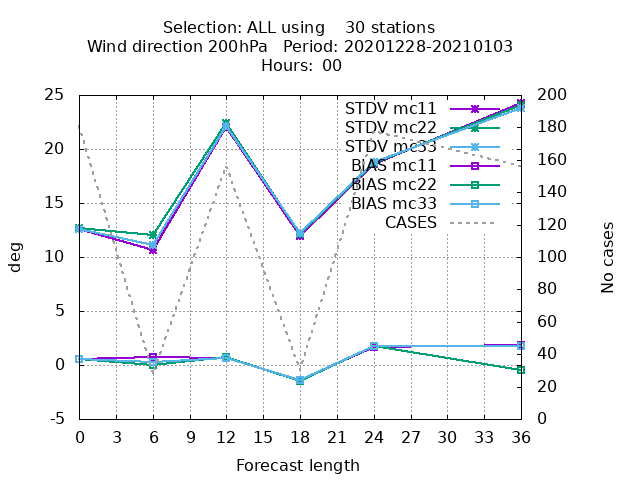 Selection: ALL using 30 stations
Wind direction 200hPa Period: 20201228-20210103
Hours: 00
25
20
15
10
5
0
-5
deg
STDV mc11
STDV mc22
STDV mc33
BIAS mc11
BIAS mc22
BIAS mc33
CASES
200
180
160
140
120
100
80
60
40
20
0
No cases
0 3 6 9 12 15 18 21 24 27 30 33 36
Forecast length